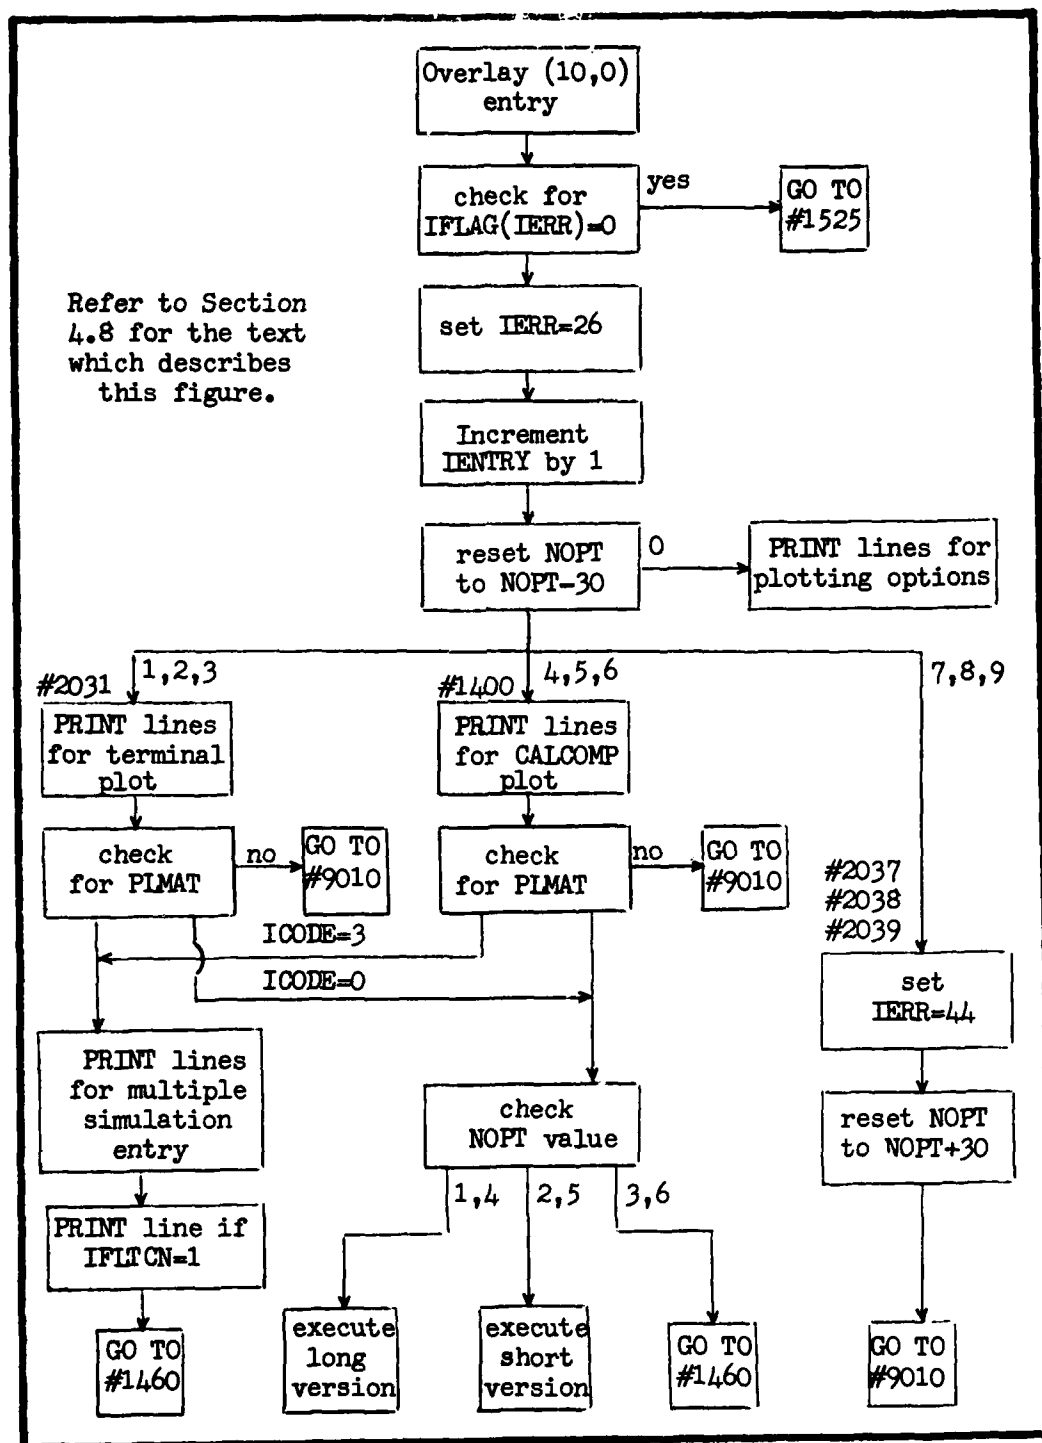 Overlay (10,0)
entry
check for
IFLAG(IERR)=0
yes
GO TO
#1525
Refer to Section
4.8 for the text
which describes
this figure.
set IERR=26
Increment
IENTRY by 1
reset NOPT
to NOPT-30
0
PRINT lines for
plotting options
#2031
1,2,3
#1400
4,5,6
7,8,9
PRINT lines
for terminal
plot
PRINT lines
for CALCOMP
plot
check
for PLMAT
no
GO TO
#9010
check
for PLMAT
no
GO TO
#9010
#2037
#2038
#2039
ICODE=3
ICODE=0
set
IERR=44
PRINT lines
for multiple
simulation
entry
check
NOPT value
reset NOPT
to NOPT+30
1,4
2,5
3,6
PRINT line if
IFLTCN=1
GO TO
#1460
execute
long
version
execute
short
version
GO TO
#1460
GO TO
#9010